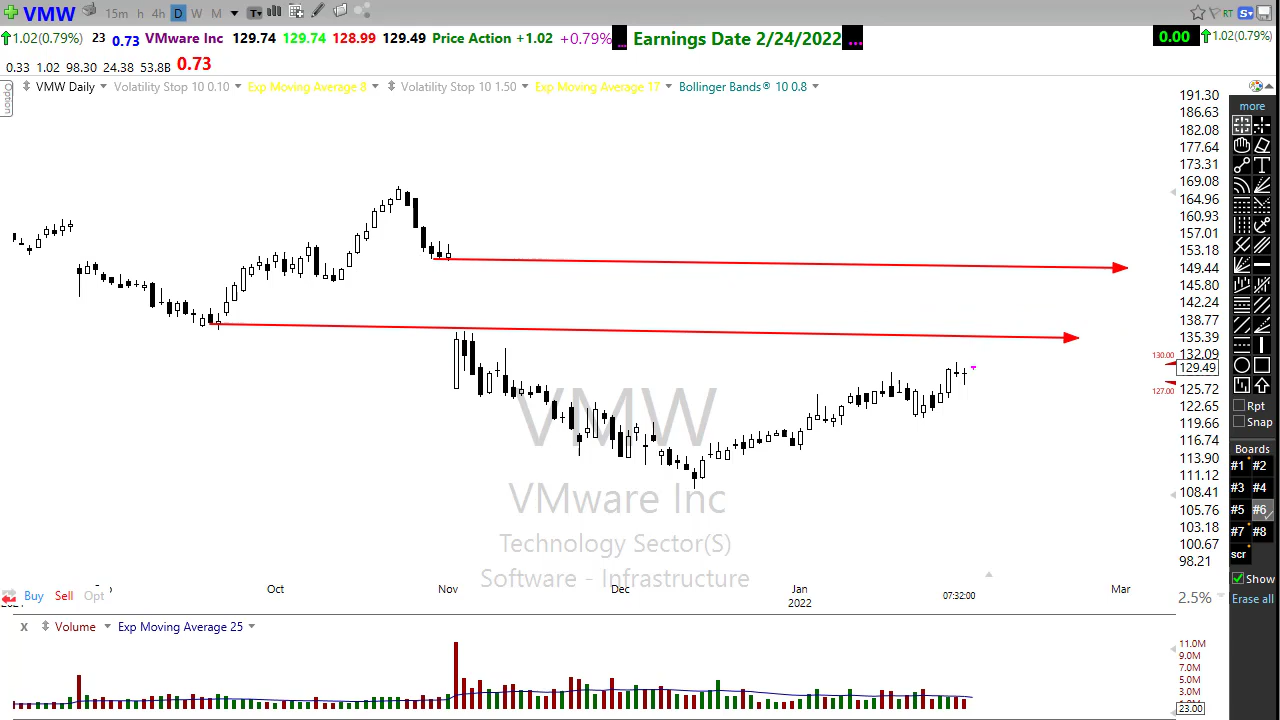 VMW 15m h 4h D W M T RT S
1.02(0.79%) 23 0.73 VMware Inc 129.74 129.74 128.99 129.49 Price Action +1.02 +0.79% ... Earnings Date 2/24/2022 ... 0.00 1.02(0.79%)
0.33 1.02 98.30 24.38 53.8B 0.73
Option
VMW Daily Volatility Stop 10 0.10 Exp Moving Average 8 Volatility Stop 10 1.50 Exp Moving Average 17 Bollinger Bands® 10 0.8
191.30
186.63
182.08
177.64
173.31
169.08
164.96
160.93
157.01
153.18
149.44
145.80
142.24
138.77
135.39
132.09
130.00
129.49
127.00
125.72
122.65
119.66
116.74
113.90
111.12
108.41
105.76
103.18
100.67
98.21
more
Rpt
Snap
Boards
#1 #2
#3 #4
#5 #6
#7 #8
scr
Show
Erase all
VMW
VMware Inc
Technology Sector(S)
Software - Infrastructure
Oct Nov Dec Jan Mar
2022 07:32:00
Buy Sell Opt 2.5%
X Volume Exp Moving Average 25
11.0M
9.0M
7.0M
5.0M
3.0M
23.00